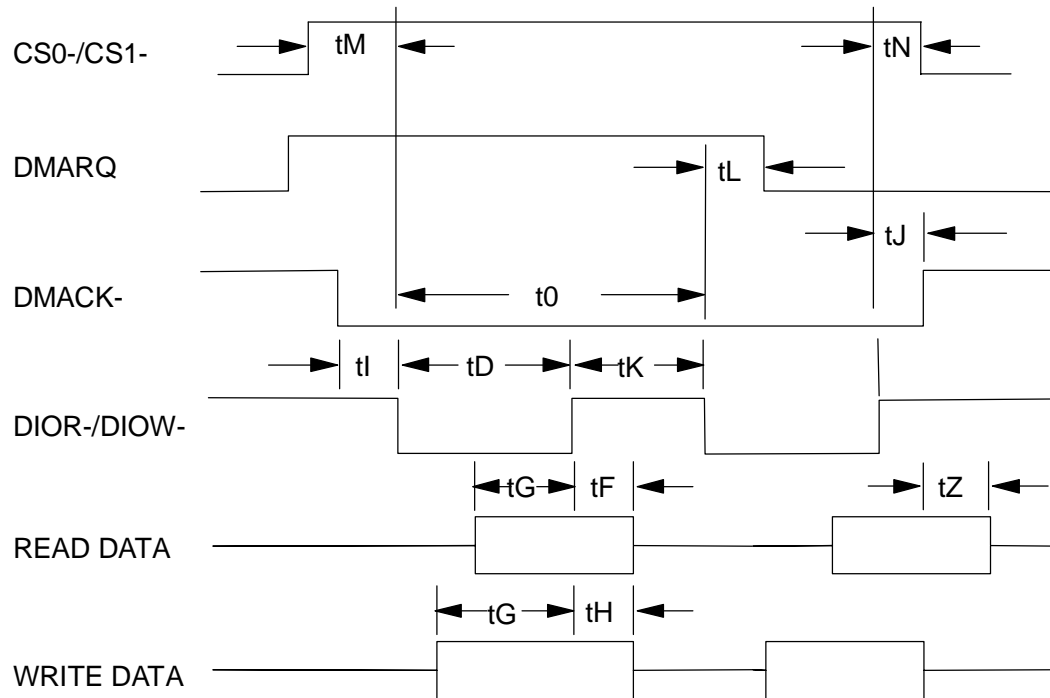 CS0-/CS1-
tM
tN
DMARQ
tL
tJ
DMACK-
t0
tI
tD
tK
DIOR-/DIOW-
tG
tF
tZ
READ DATA
tG
tH
WRITE DATA